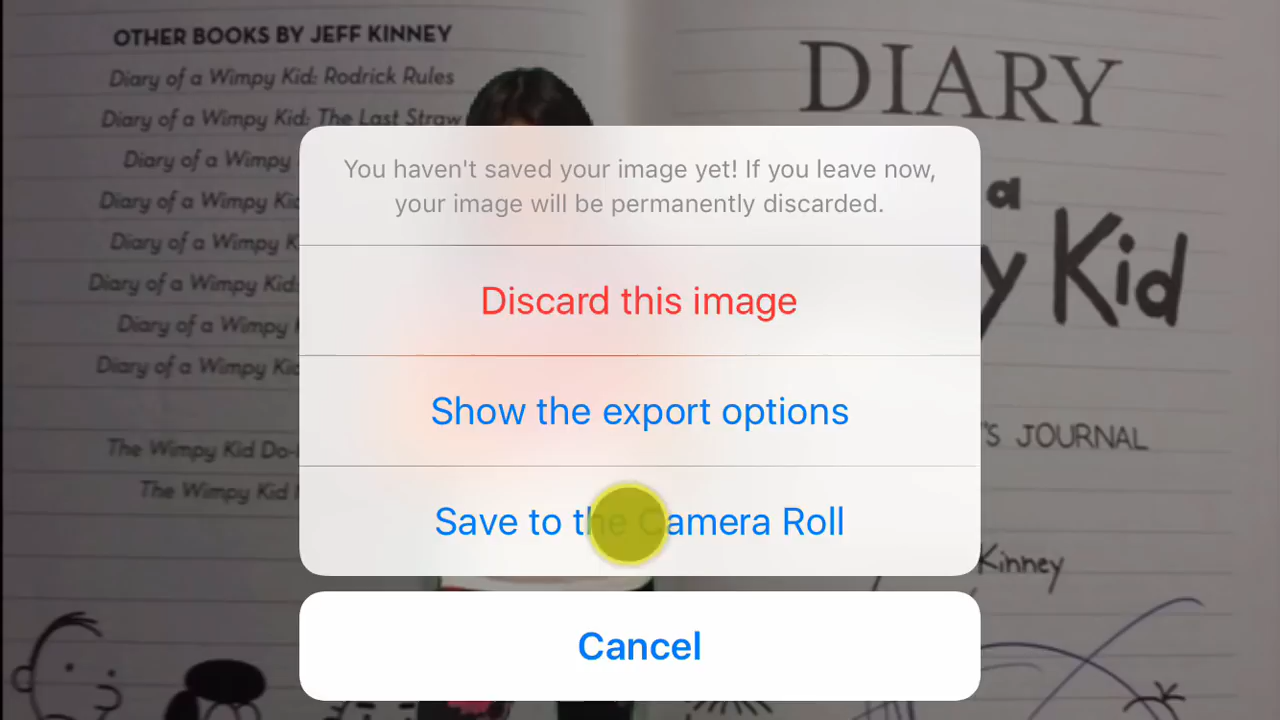 OTHER BOOKS BY JEFF KINNEY
Diary of a Wimpy Kid: Rodrick Rules
Diary of a Wimpy Kid: The Last Straw
Diary of a Wimpy
Diary of a Wimpy K
Diary of a Wimpy K
Diary of a Wimpy Kid:
Diary of a Wimpy
Diary of a Wimpy Ki
The Wimpy Kid Do-
The Wimpy Kid
DIARY
a
y Kid
'S JOURNAL
Kinney
You haven't saved your image yet! If you leave now,
your image will be permanently discarded.
Discard this image
Show the export options
Save to the Camera Roll
Cancel